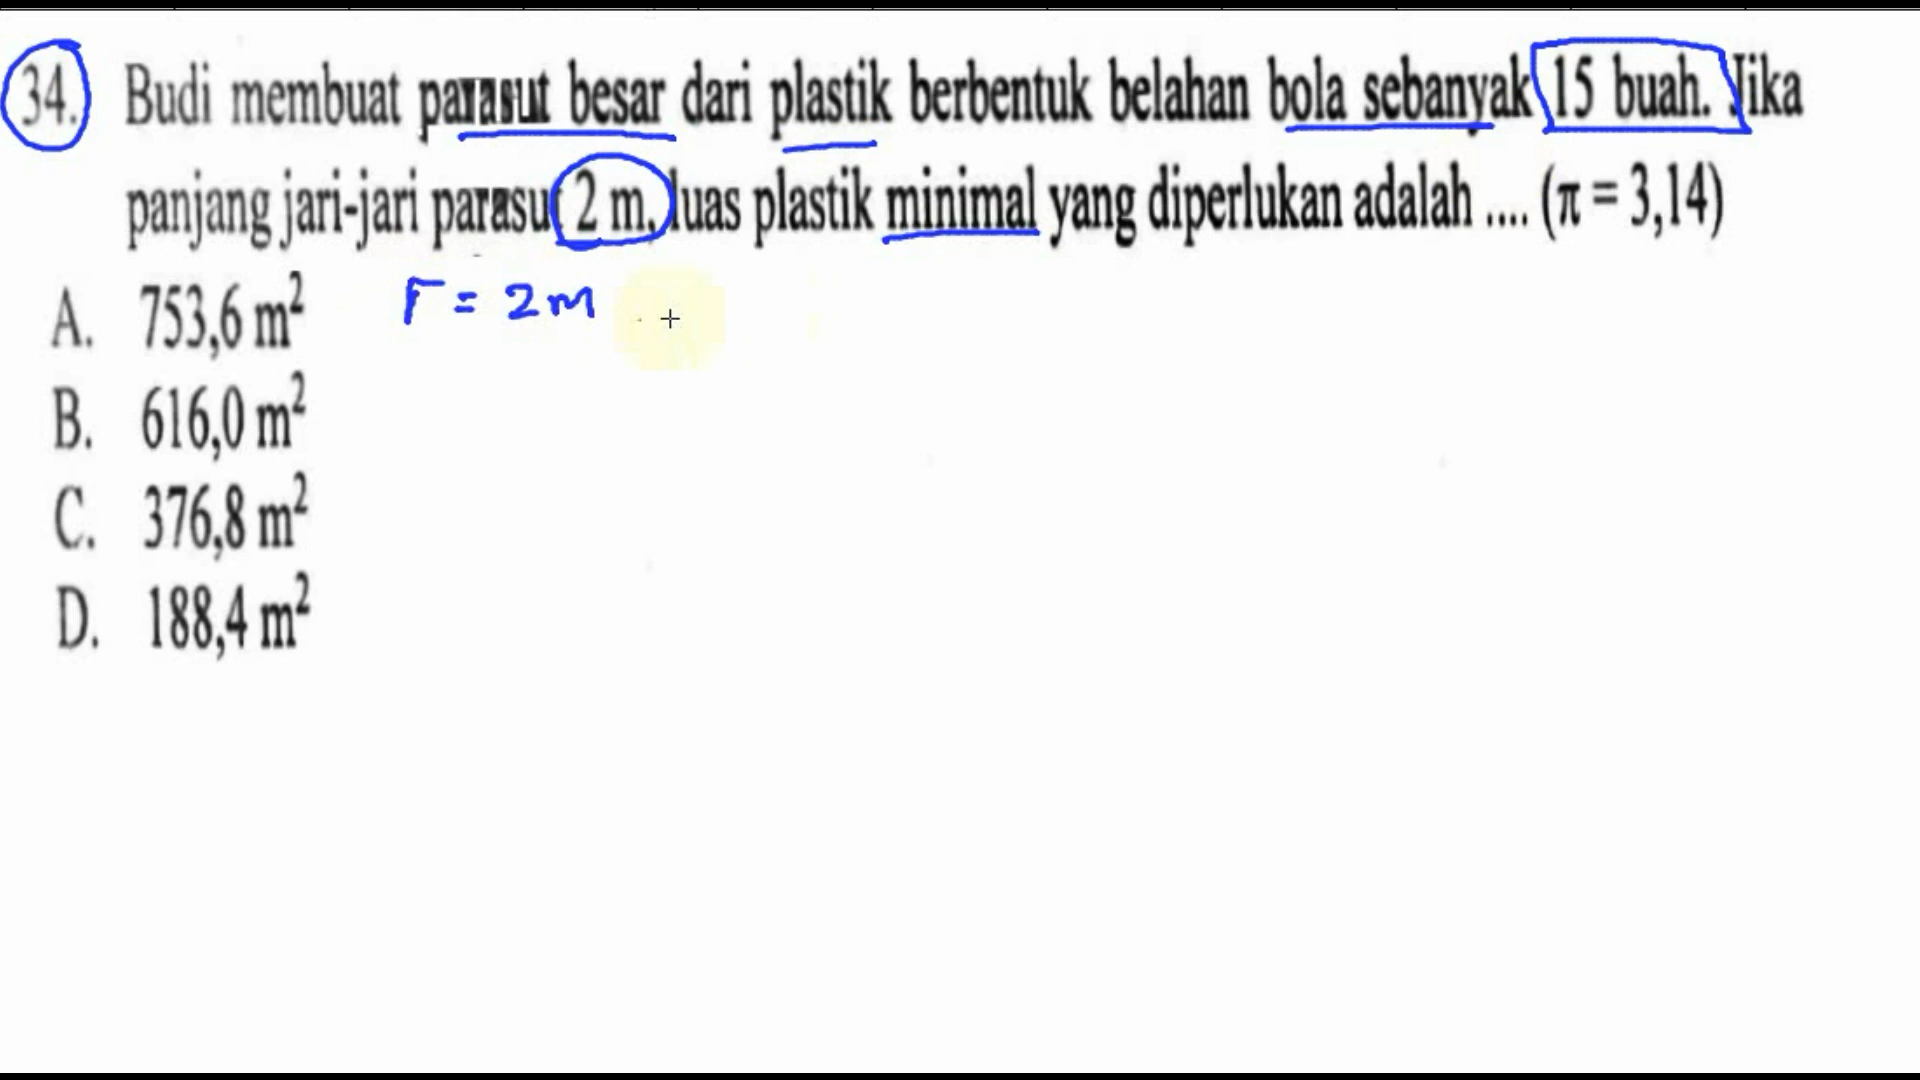 34. Budi membuat parasut besar dari plastik berbentuk belahan bola sebanyak 15 buah. Jika
panjang jari-jari parasut 2 m, luas plastik minimal yang diperlukan adalah .... (π = 3,14)
A. 753,6 m²
r = 2 m
B. 616,0 m²
C. 376,8 m²
D. 188,4 m²